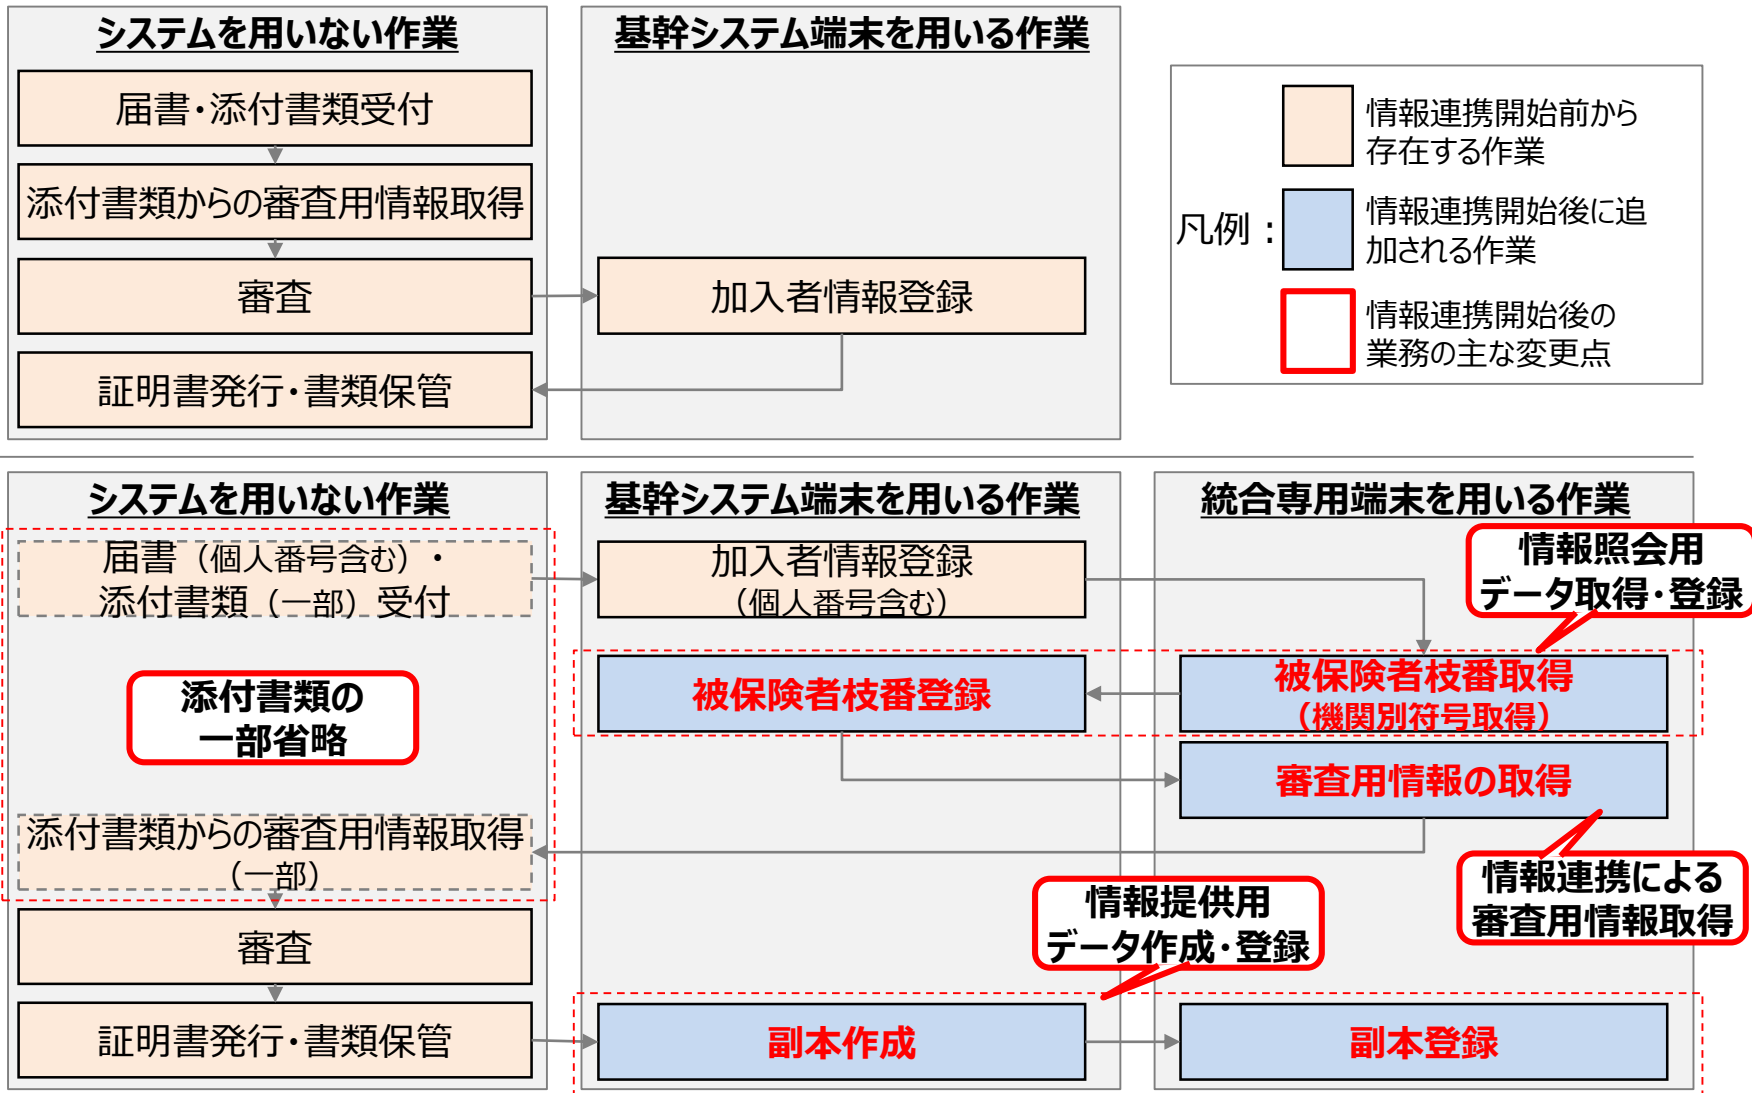 システムを用いない作業
届書・添付書類受付
添付書類からの審査用情報取得
審査
証明書発行・書類保管
基幹システム端末を用いる作業
加入者情報登録
凡例：
情報連携開始前から
存在する作業
情報連携開始後に追
加される作業
情報連携開始後の
業務の主な変更点
システムを用いない作業
届書（個人番号含む）・
添付書類（一部）受付
添付書類の
一部省略
添付書類からの審査用情報取得
（一部）
審査
証明書発行・書類保管
基幹システム端末を用いる作業
加入者情報登録
（個人番号含む）
被保険者枝番登録
情報提供用
データ作成・登録
副本作成
統合専用端末を用いる作業
情報照会用
データ取得・登録
被保険者枝番取得
（機関別符号取得）
審査用情報の取得
情報連携による
審査用情報取得
副本登録